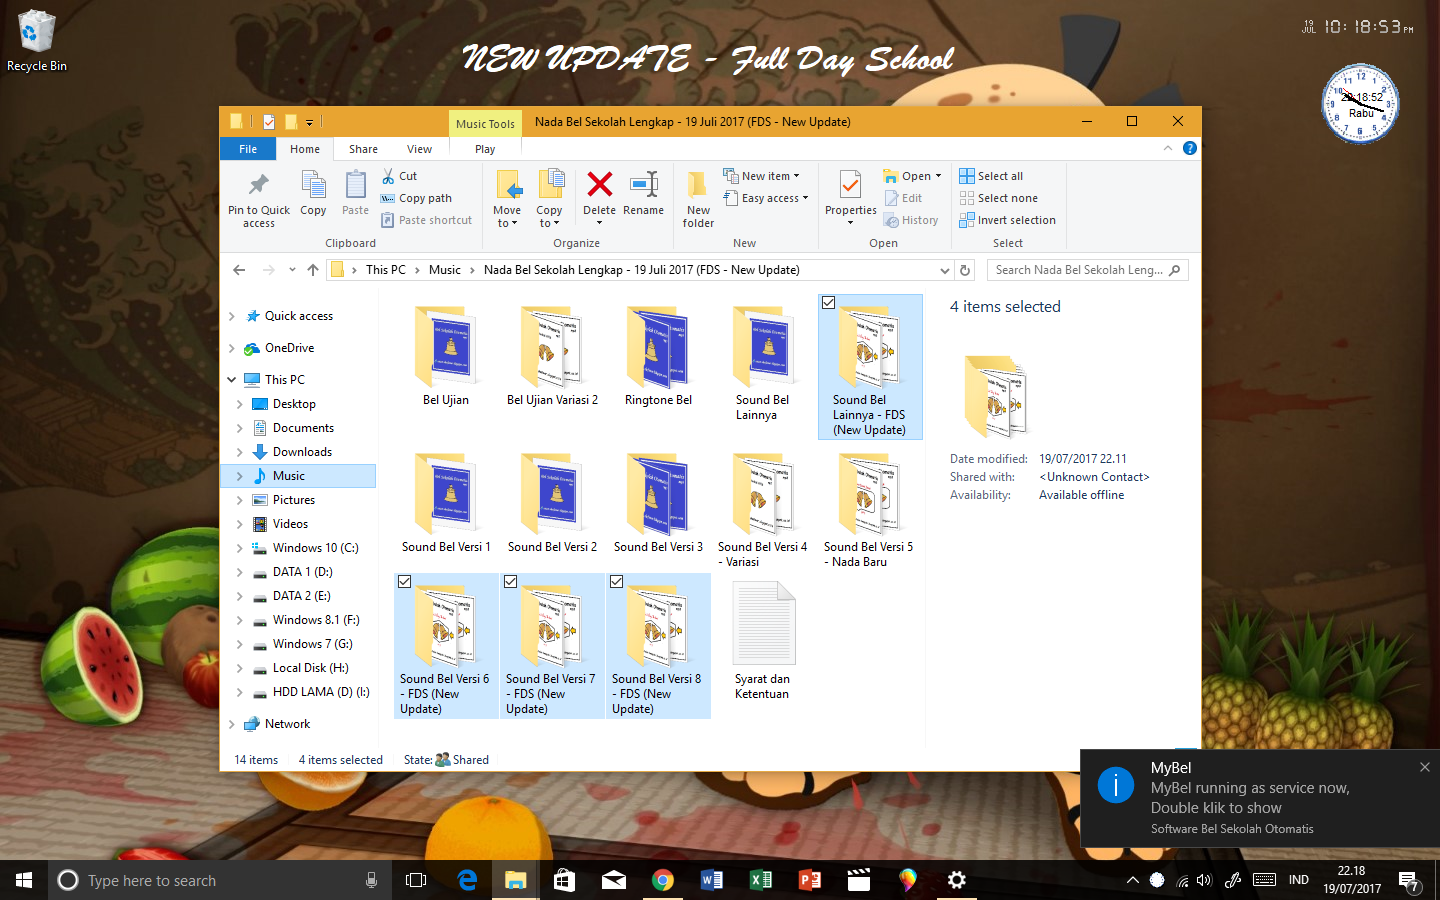 Recycle Bin
NEW UPDATE - Full Day School
19 JUL 10:18:53 PM
22:18:52
Rabu
Music Tools
Nada Bel Sekolah Lengkap - 19 Juli 2017 (FDS - New Update)
File Home Share View Play
Pin to Quick access
Copy
Paste
Cut
Copy path
Paste shortcut
Clipboard
Move to
Copy to
Delete
Rename
Organize
New folder
New item
Easy access
New
Properties
Open
Edit
History
Open
Select all
Select none
Invert selection
Select
This PC > Music > Nada Bel Sekolah Lengkap - 19 Juli 2017 (FDS - New Update)
Search Nada Bel Sekolah Leng...
Quick access
OneDrive
This PC
Desktop
Documents
Downloads
Music
Pictures
Videos
Windows 10 (C:)
DATA 1 (D:)
DATA 2 (E:)
Windows 8.1 (F:)
Windows 7 (G:)
Local Disk (H:)
HDD LAMA (D) (I:)
Network
Bel Ujian
Bel Ujian Variasi 2
Ringtone Bel
Sound Bel
Lainnya
Sound Bel
Lainnya - FDS
(New Update)
Sound Bel Versi 1
Sound Bel Versi 2
Sound Bel Versi 3
Sound Bel Versi 4
- Variasi
Sound Bel Versi 5
- Nada Baru
Sound Bel Versi 6
- FDS (New
Update)
Sound Bel Versi 7
- FDS (New
Update)
Sound Bel Versi 8
- FDS (New
Update)
Syarat dan
Ketentuan
4 items selected
Date modified: 19/07/2017 22.11
Shared with: <Unknown Contact>
Availability: Available offline
14 items 4 items selected State: Shared
MyBel
MyBel running as service now,
Double klik to show
Software Bel Sekolah Otomatis
Type here to search
IND
22.18
19/07/2017
7